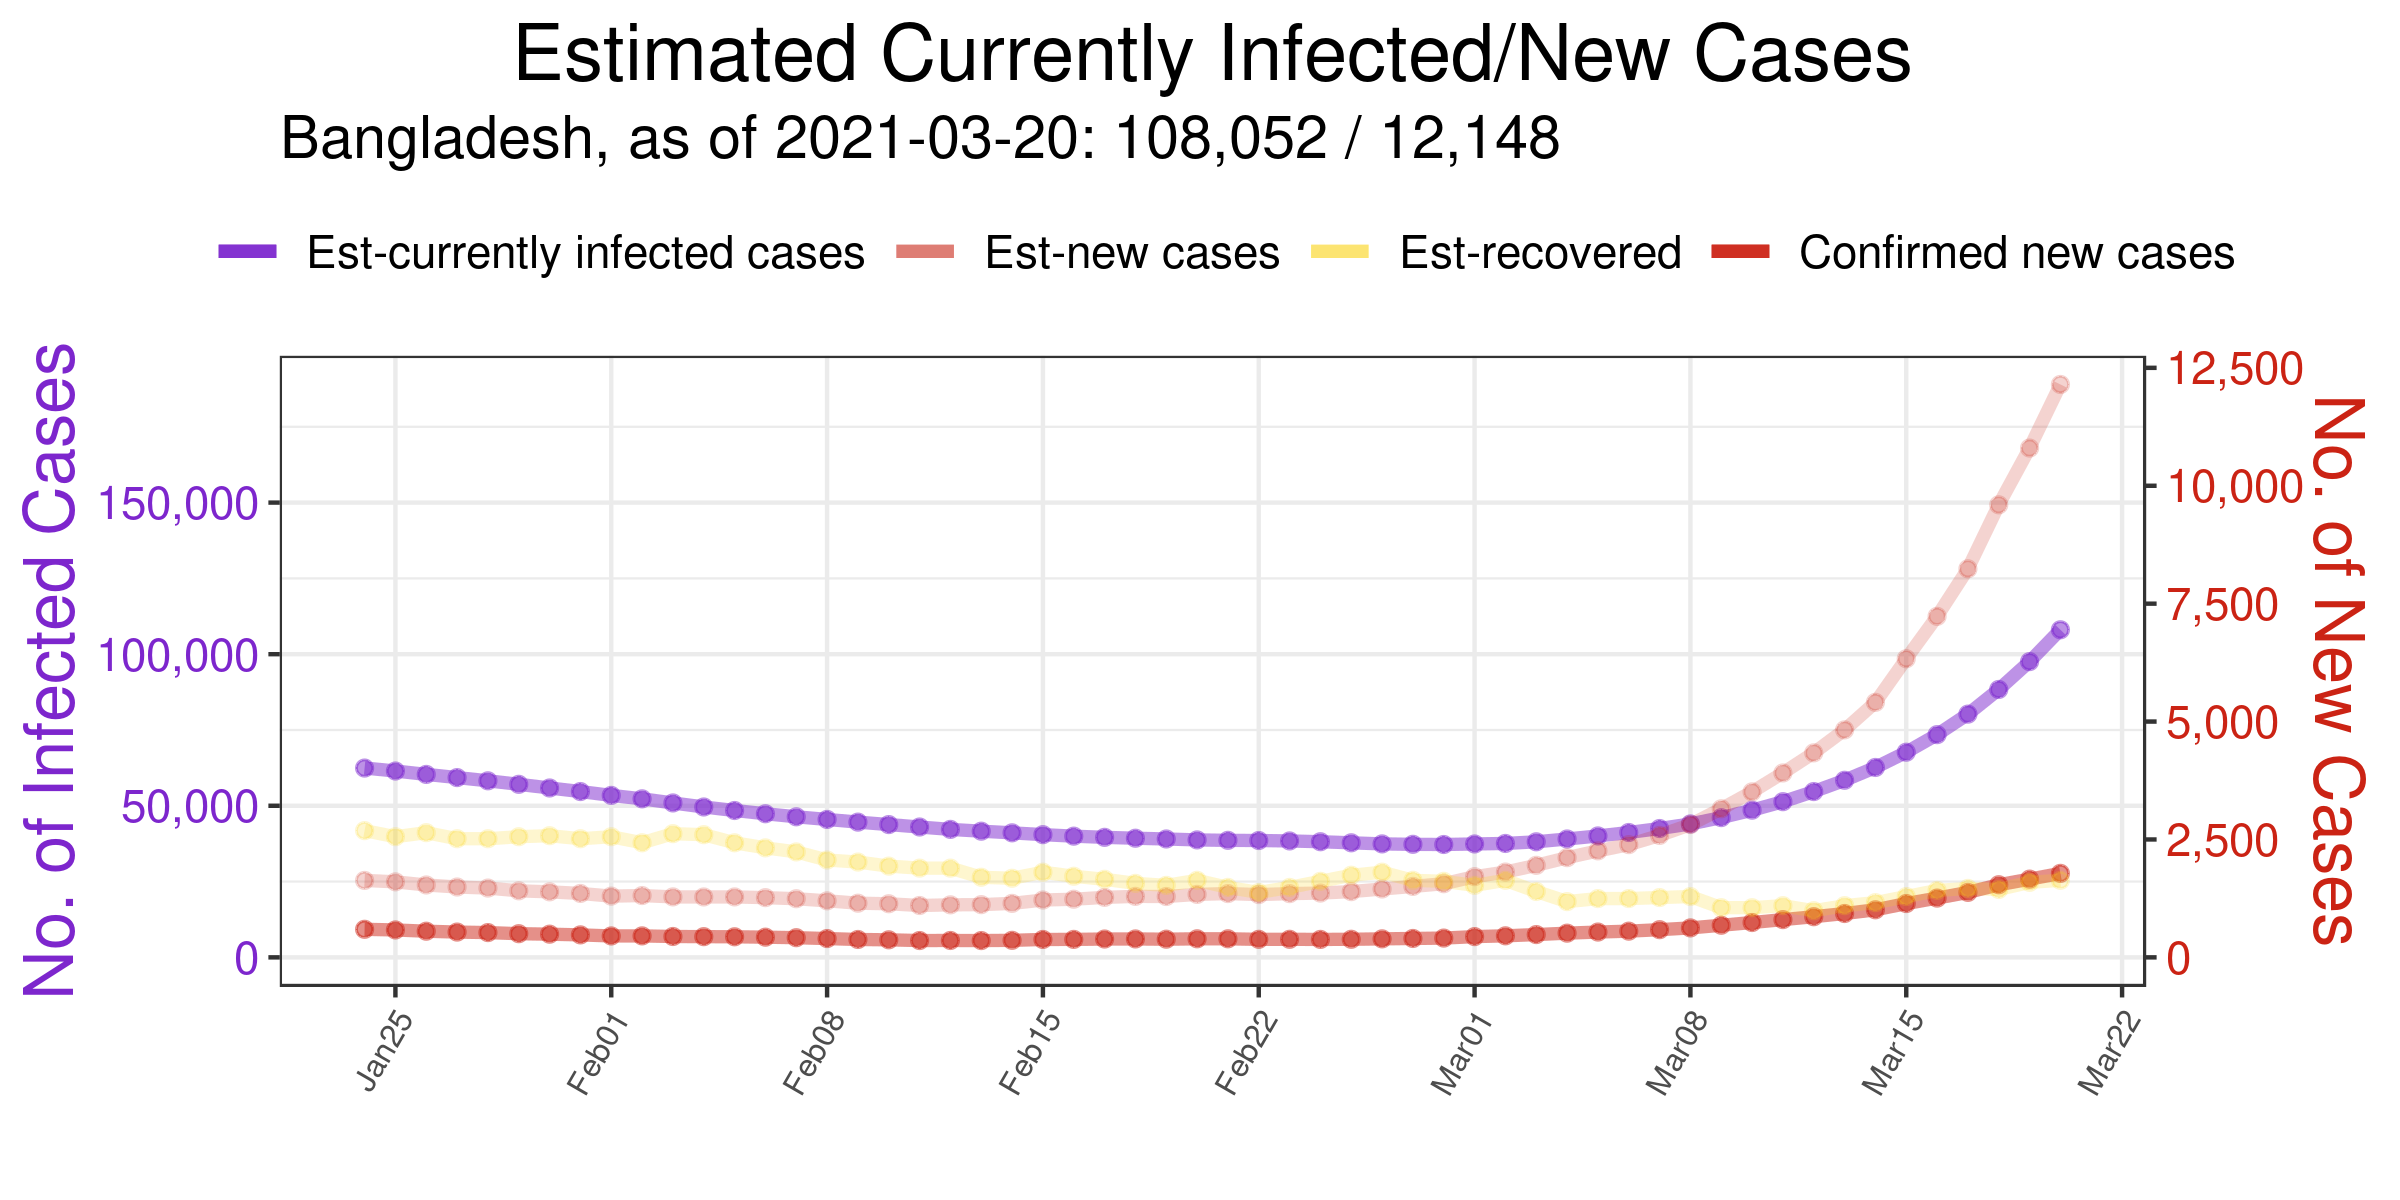 Estimated Currently Infected/New Cases
Bangladesh, as of 2021-03-20: 108,052 / 12,148
Est-currently infected cases Est-new cases Est-recovered Confirmed new cases
No. of Infected Cases
150,000
100,000
50,000
0
12,500
10,000
7,500
5,000
2,500
0
No. of New Cases
Jan25 Feb01 Feb08 Feb15 Feb22 Mar01 Mar08 Mar15 Mar22